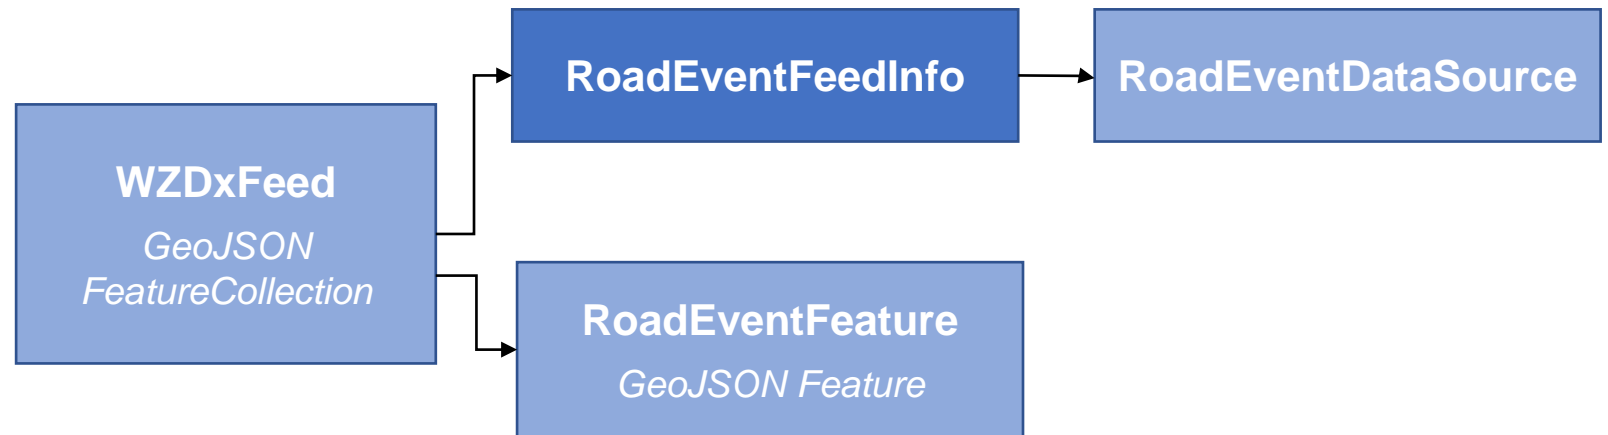 RoadEventFeedInfo
RoadEventDataSource
WZDxFeed
GeoJSON
FeatureCollection
RoadEventFeature
GeoJSON Feature